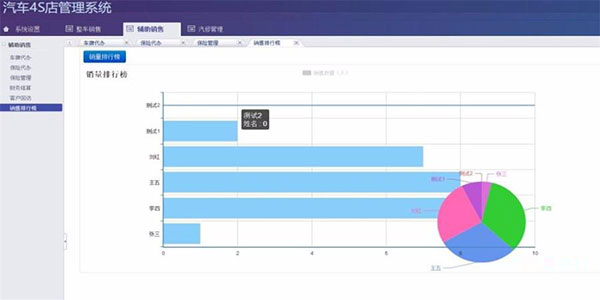 汽车4S店管理系统
系统设置 整车销售 辅助销售 汽修管理
辅助销售
车辆代办 保险代办 保险管理 销量排行榜
车牌代办
保险代办
保险管理
财务结算
客户回访
销量排行榜
销量排行榜
销量排行榜
测试2
测试2
姓名: 0
测试1
刘红
王五
李四
张三
0 2 4 6 8 10
测试2
张三
测试1
刘红
李四
王五